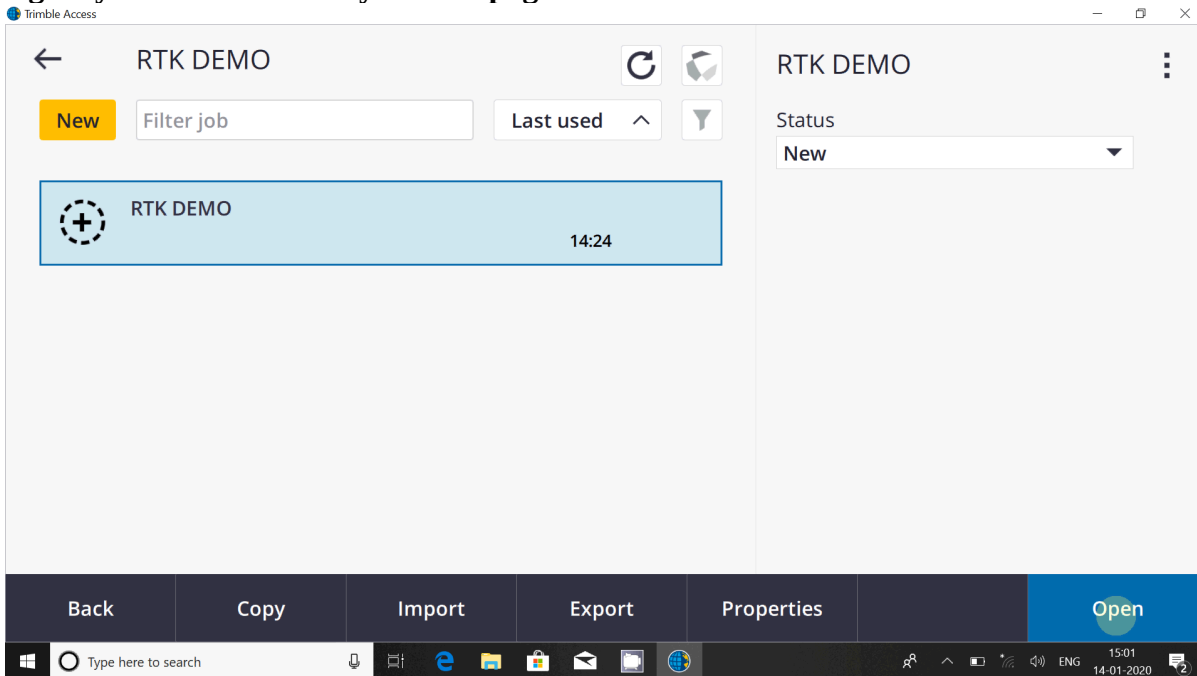 Trimble Access
RTK DEMO
New
Filter job
Last used
RTK DEMO
14:24
RTK DEMO
Status
New
Back
Copy
Import
Export
Properties
Open
Type here to search
ENG
15:01
14-01-2020
2